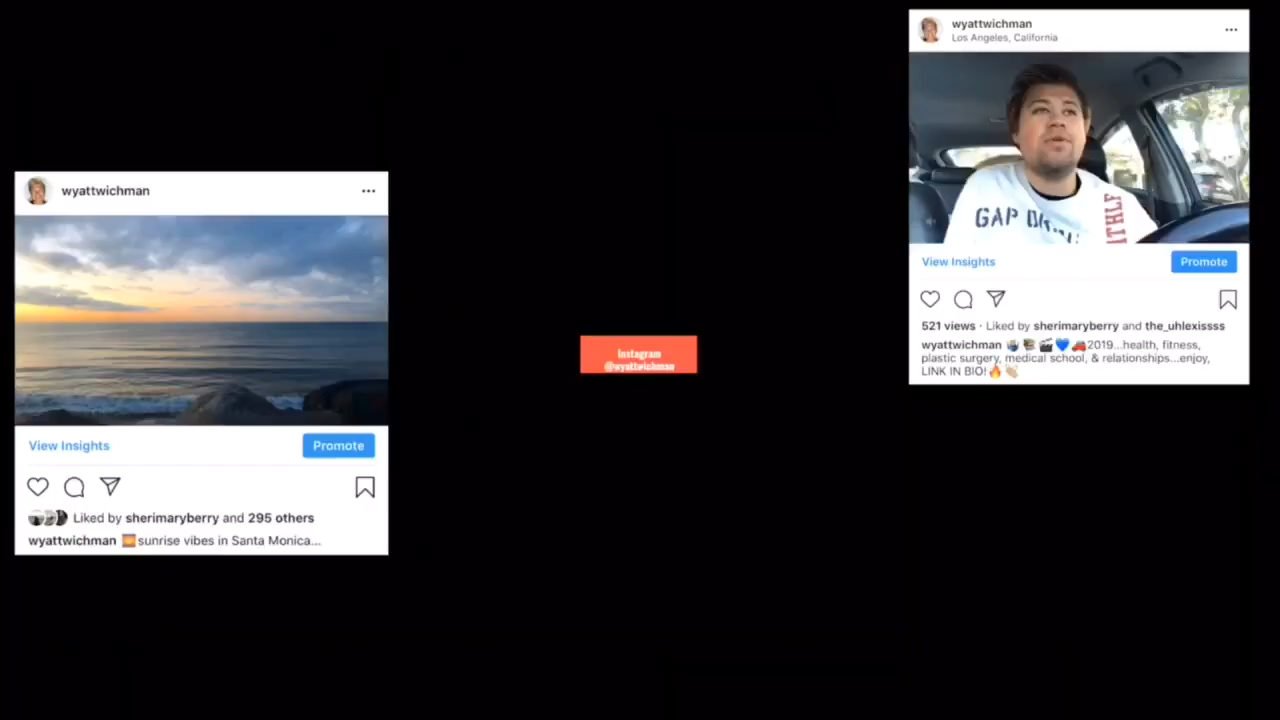 wyattwichman
View Insights
Promote
Liked by sherimaryberry and 295 others
wyattwichman 🌅sunrise vibes in Santa Monica...
Instagram
@wyattwichman
wyattwichman
Los Angeles, California
GAP
ATHLE
View Insights
Promote
521 views · Liked by sherimaryberry and the_uhlexissss
wyattwichman 🤷🏼‍♂️📚🎬💙🚗2019...health, fitness,
plastic surgery, medical school, & relationships...enjoy,
LINK IN BIO!🔥👏🏼